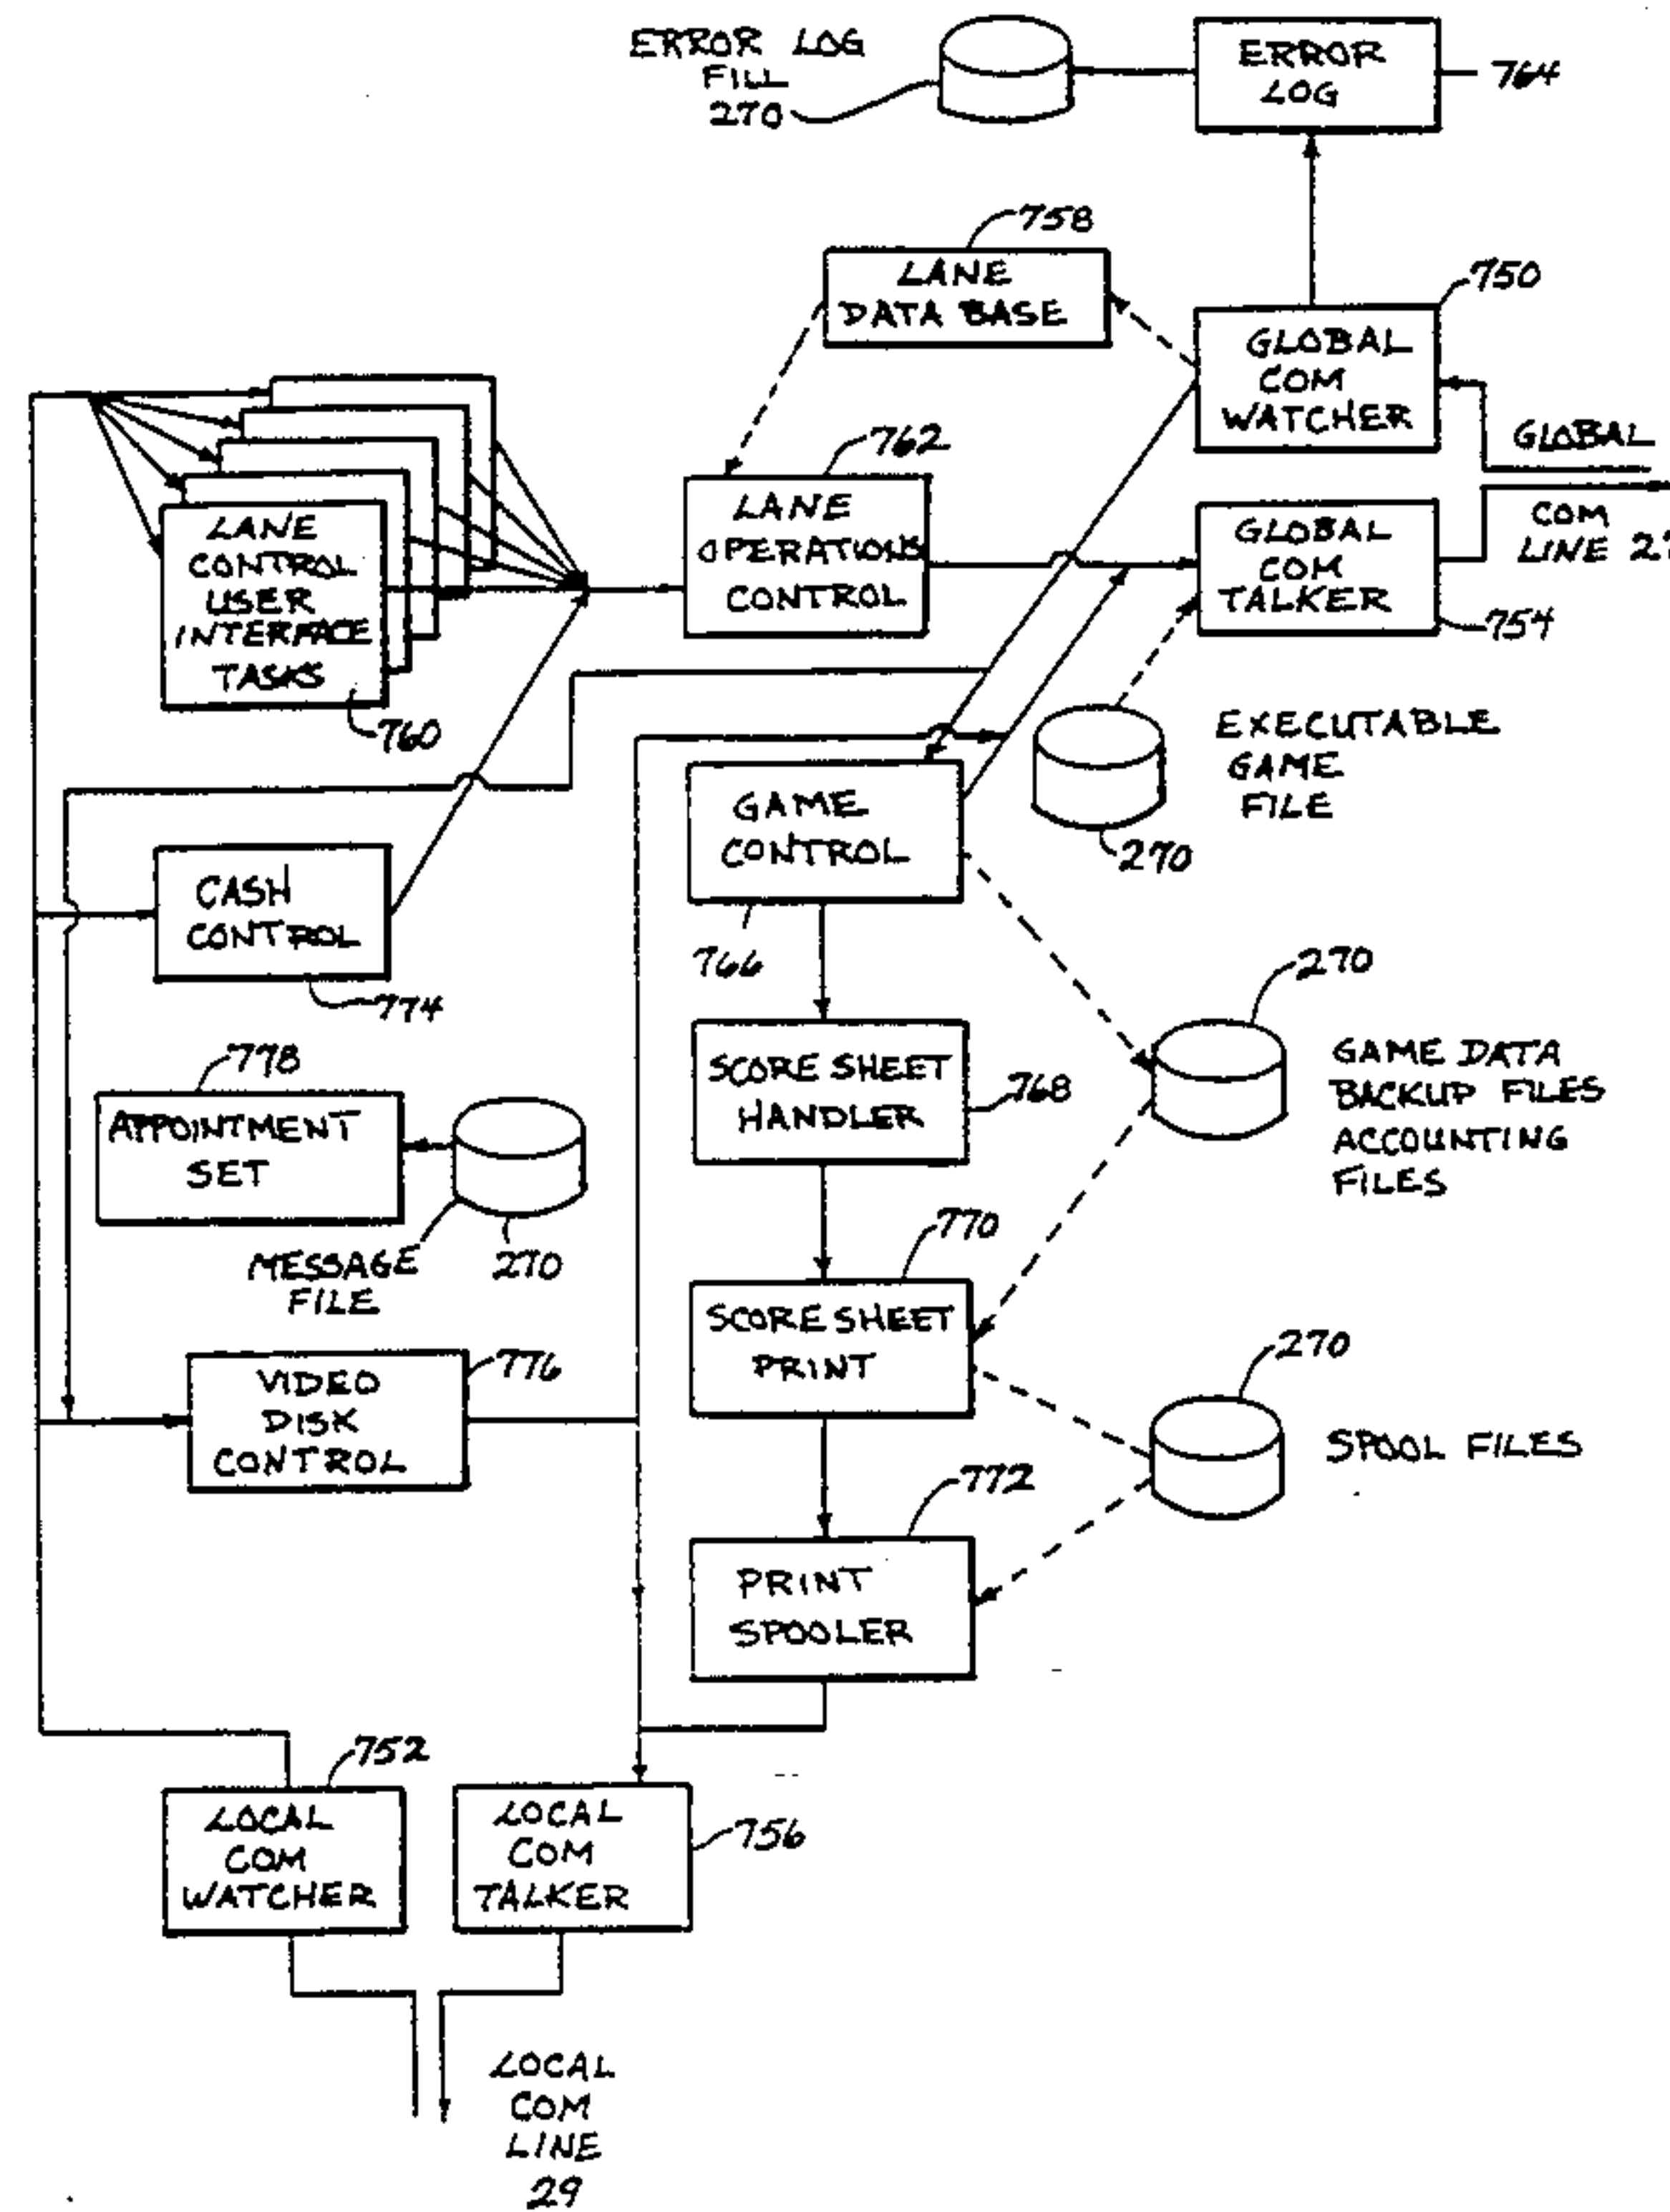 ERROR LOG
FILL
270
ERROR
LOG
764
758
LANE
DATA BASE
750
GLOBAL
COM
WATCHER
GLOBAL
COM
LINE
762
LANE
OPERATIONS
CONTROL
GLOBAL
COM
TALKER
754
LANE
CONTROL
USER
INTERFACE
TASKS
760
EXECUTABLE
GAME
FILE
270
GAME
CONTROL
766
CASH
CONTROL
774
270
GAME DATA
BACKUP FILES
ACCOUNTING
FILES
SCORE SHEET
HANDLER
768
778
APPOINTMENT
SET
MESSAGE
FILE
270
770
SCORE SHEET
PRINT
270
SPOOL FILES
776
VIDEO
DISK
CONTROL
772
PRINT
SPOOLER
752
LOCAL
COM
WATCHER
LOCAL
COM
TALKER
756
LOCAL
COM
LINE
29